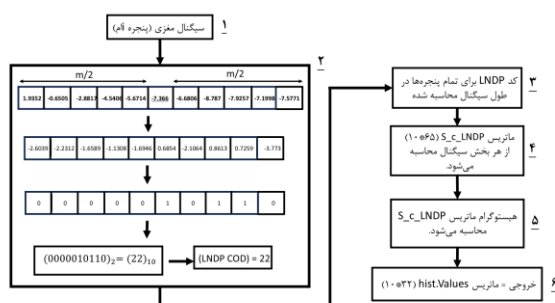 ۱
سیگنال مغزی (پنجره iام)
۲
m/2 m/2
1.9352 -0.6505 -2.8817 -4.5406 -5.6714 -7.366 -6.6806 -8.787 -7.9257 -7.1998 -7.5771
-2.6039 -2.2312 -1.6589 -1.1308 -1.6946 0.6854 -2.1064 0.8613 0.7259 -3.773
0 0 0 0 0 1 0 1 1 0
(0000010110)₂= (22)₁₀
(LNDP COD) = 22
۳
کد LNDP برای تمام پنجره‌ها در
طول سیگنال محاسبه شده
۴
ماتریس S_c_LNDP (۶۵*۱۰)
از هر بخش سیگنال محاسبه
می‌شود.
۵
هیستوگرام ماتریس S_c_LNDP
محاسبه می‌شود.
۶
خروجی = ماتریس hist.Values (۳۲*۱۰)